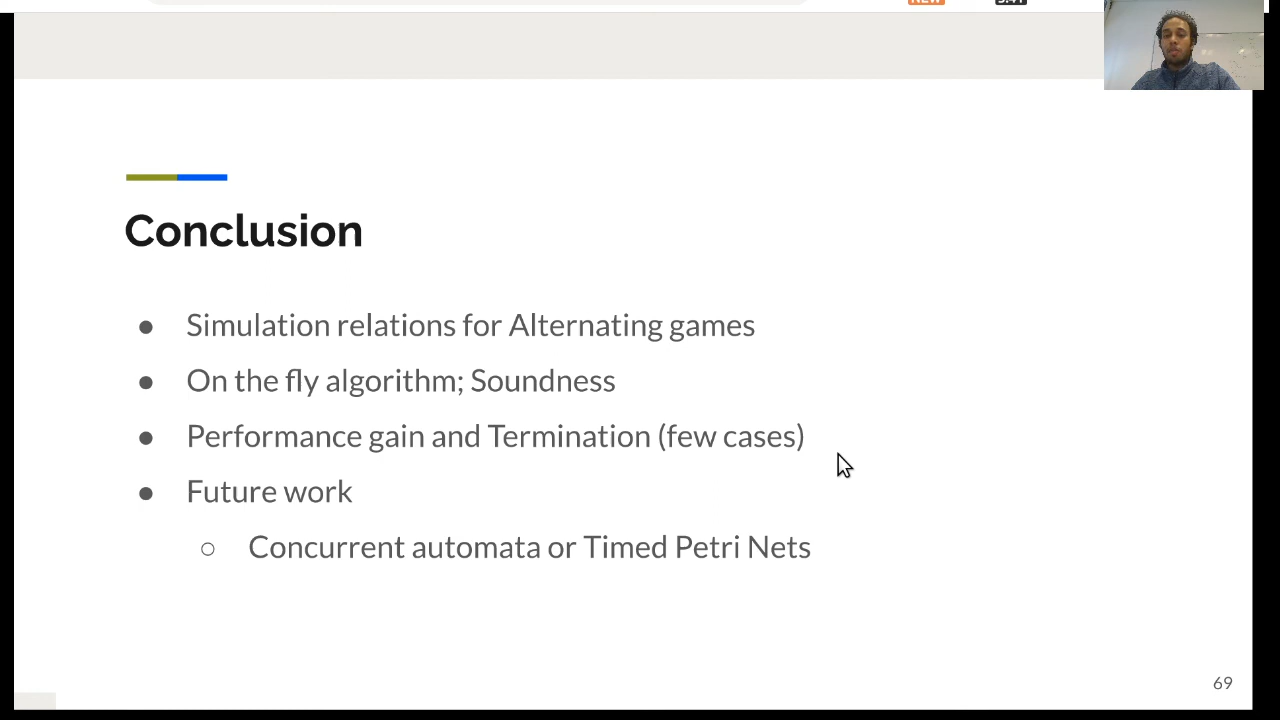 NEW
Conclusion
● Simulation relations for Alternating games
● On the fly algorithm; Soundness
● Performance gain and Termination (few cases)
● Future work
○ Concurrent automata or Timed Petri Nets
69